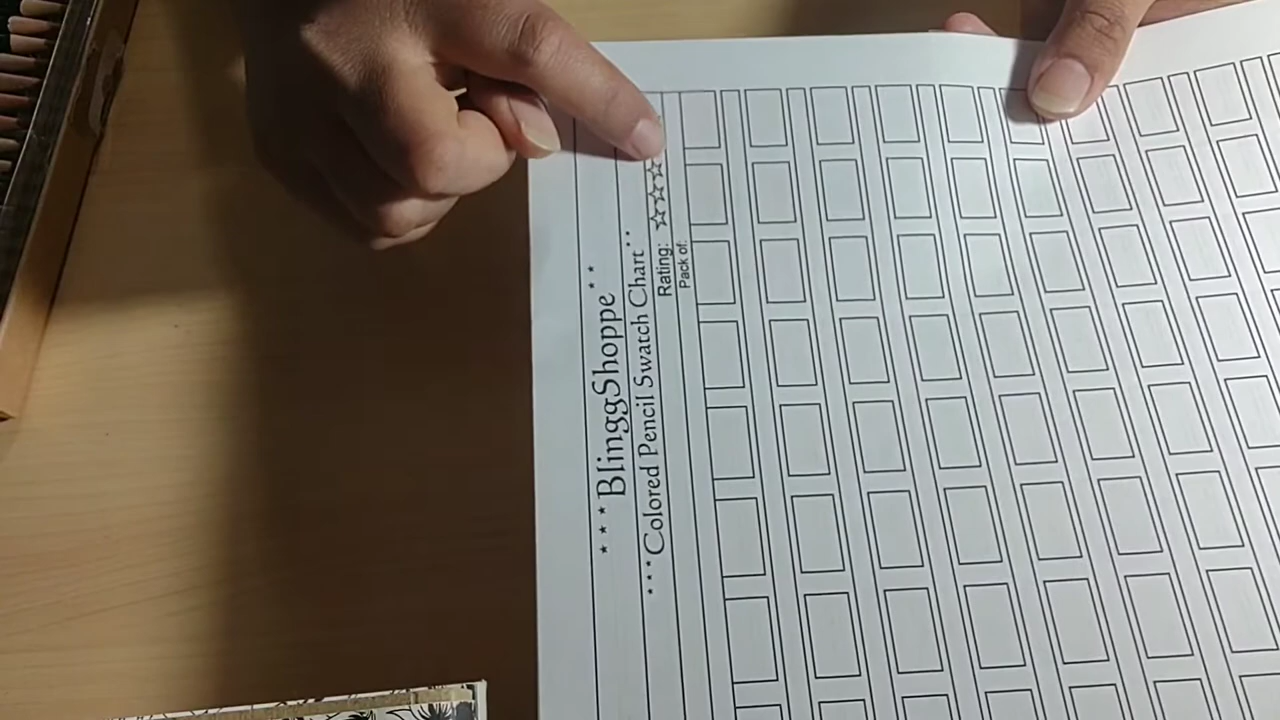 ***BlinggShoppe**
***Colored Pencil Swatch Chart**
Rating: ☆☆☆
Pack of: